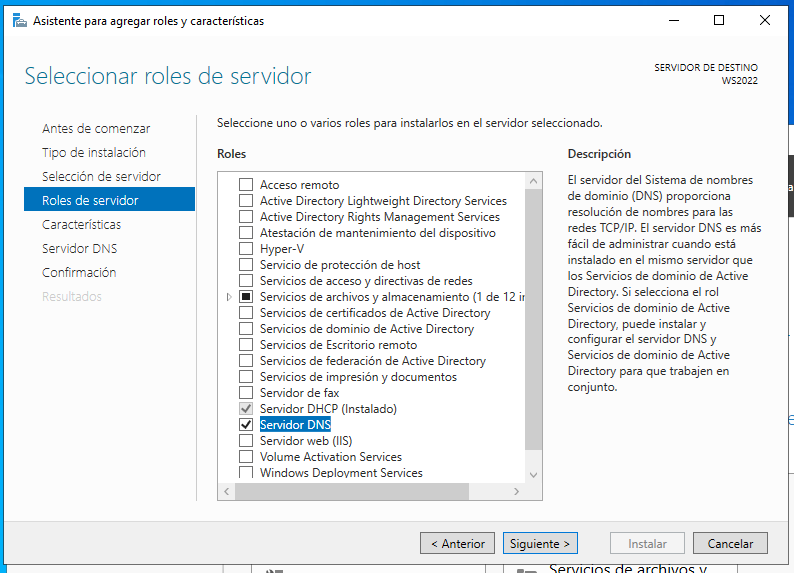 Asistente para agregar roles y características
Seleccionar roles de servidor
SERVIDOR DE DESTINO
WS2022
Antes de comenzar
Tipo de instalación
Selección de servidor
Roles de servidor
Características
Servidor DNS
Confirmación
Resultados
Seleccione uno o varios roles para instalarlos en el servidor seleccionado.
Roles
Acceso remoto
Active Directory Lightweight Directory Services
Active Directory Rights Management Services
Atestación de mantenimiento del dispositivo
Hyper-V
Servicio de protección de host
Servicios de acceso y directivas de redes
Servicios de archivos y almacenamiento (1 de 12 in
Servicios de certificados de Active Directory
Servicios de dominio de Active Directory
Servicios de Escritorio remoto
Servicios de federación de Active Directory
Servicios de impresión y documentos
Servidor de fax
Servidor DHCP (Instalado)
Servidor DNS
Servidor web (IIS)
Volume Activation Services
Windows Deployment Services
Descripción
El servidor del Sistema de nombres
de dominio (DNS) proporciona
resolución de nombres para las
redes TCP/IP. El servidor DNS es más
fácil de administrar cuando está
instalado en el mismo servidor que
los Servicios de dominio de Active
Directory. Si selecciona el rol
Servicios de dominio de Active
Directory, puede instalar y
configurar el servidor DNS y
Servicios de dominio de Active
Directory para que trabajen en
conjunto.
< Anterior
Siguiente >
Instalar
Cancelar
Servicios de archivos y